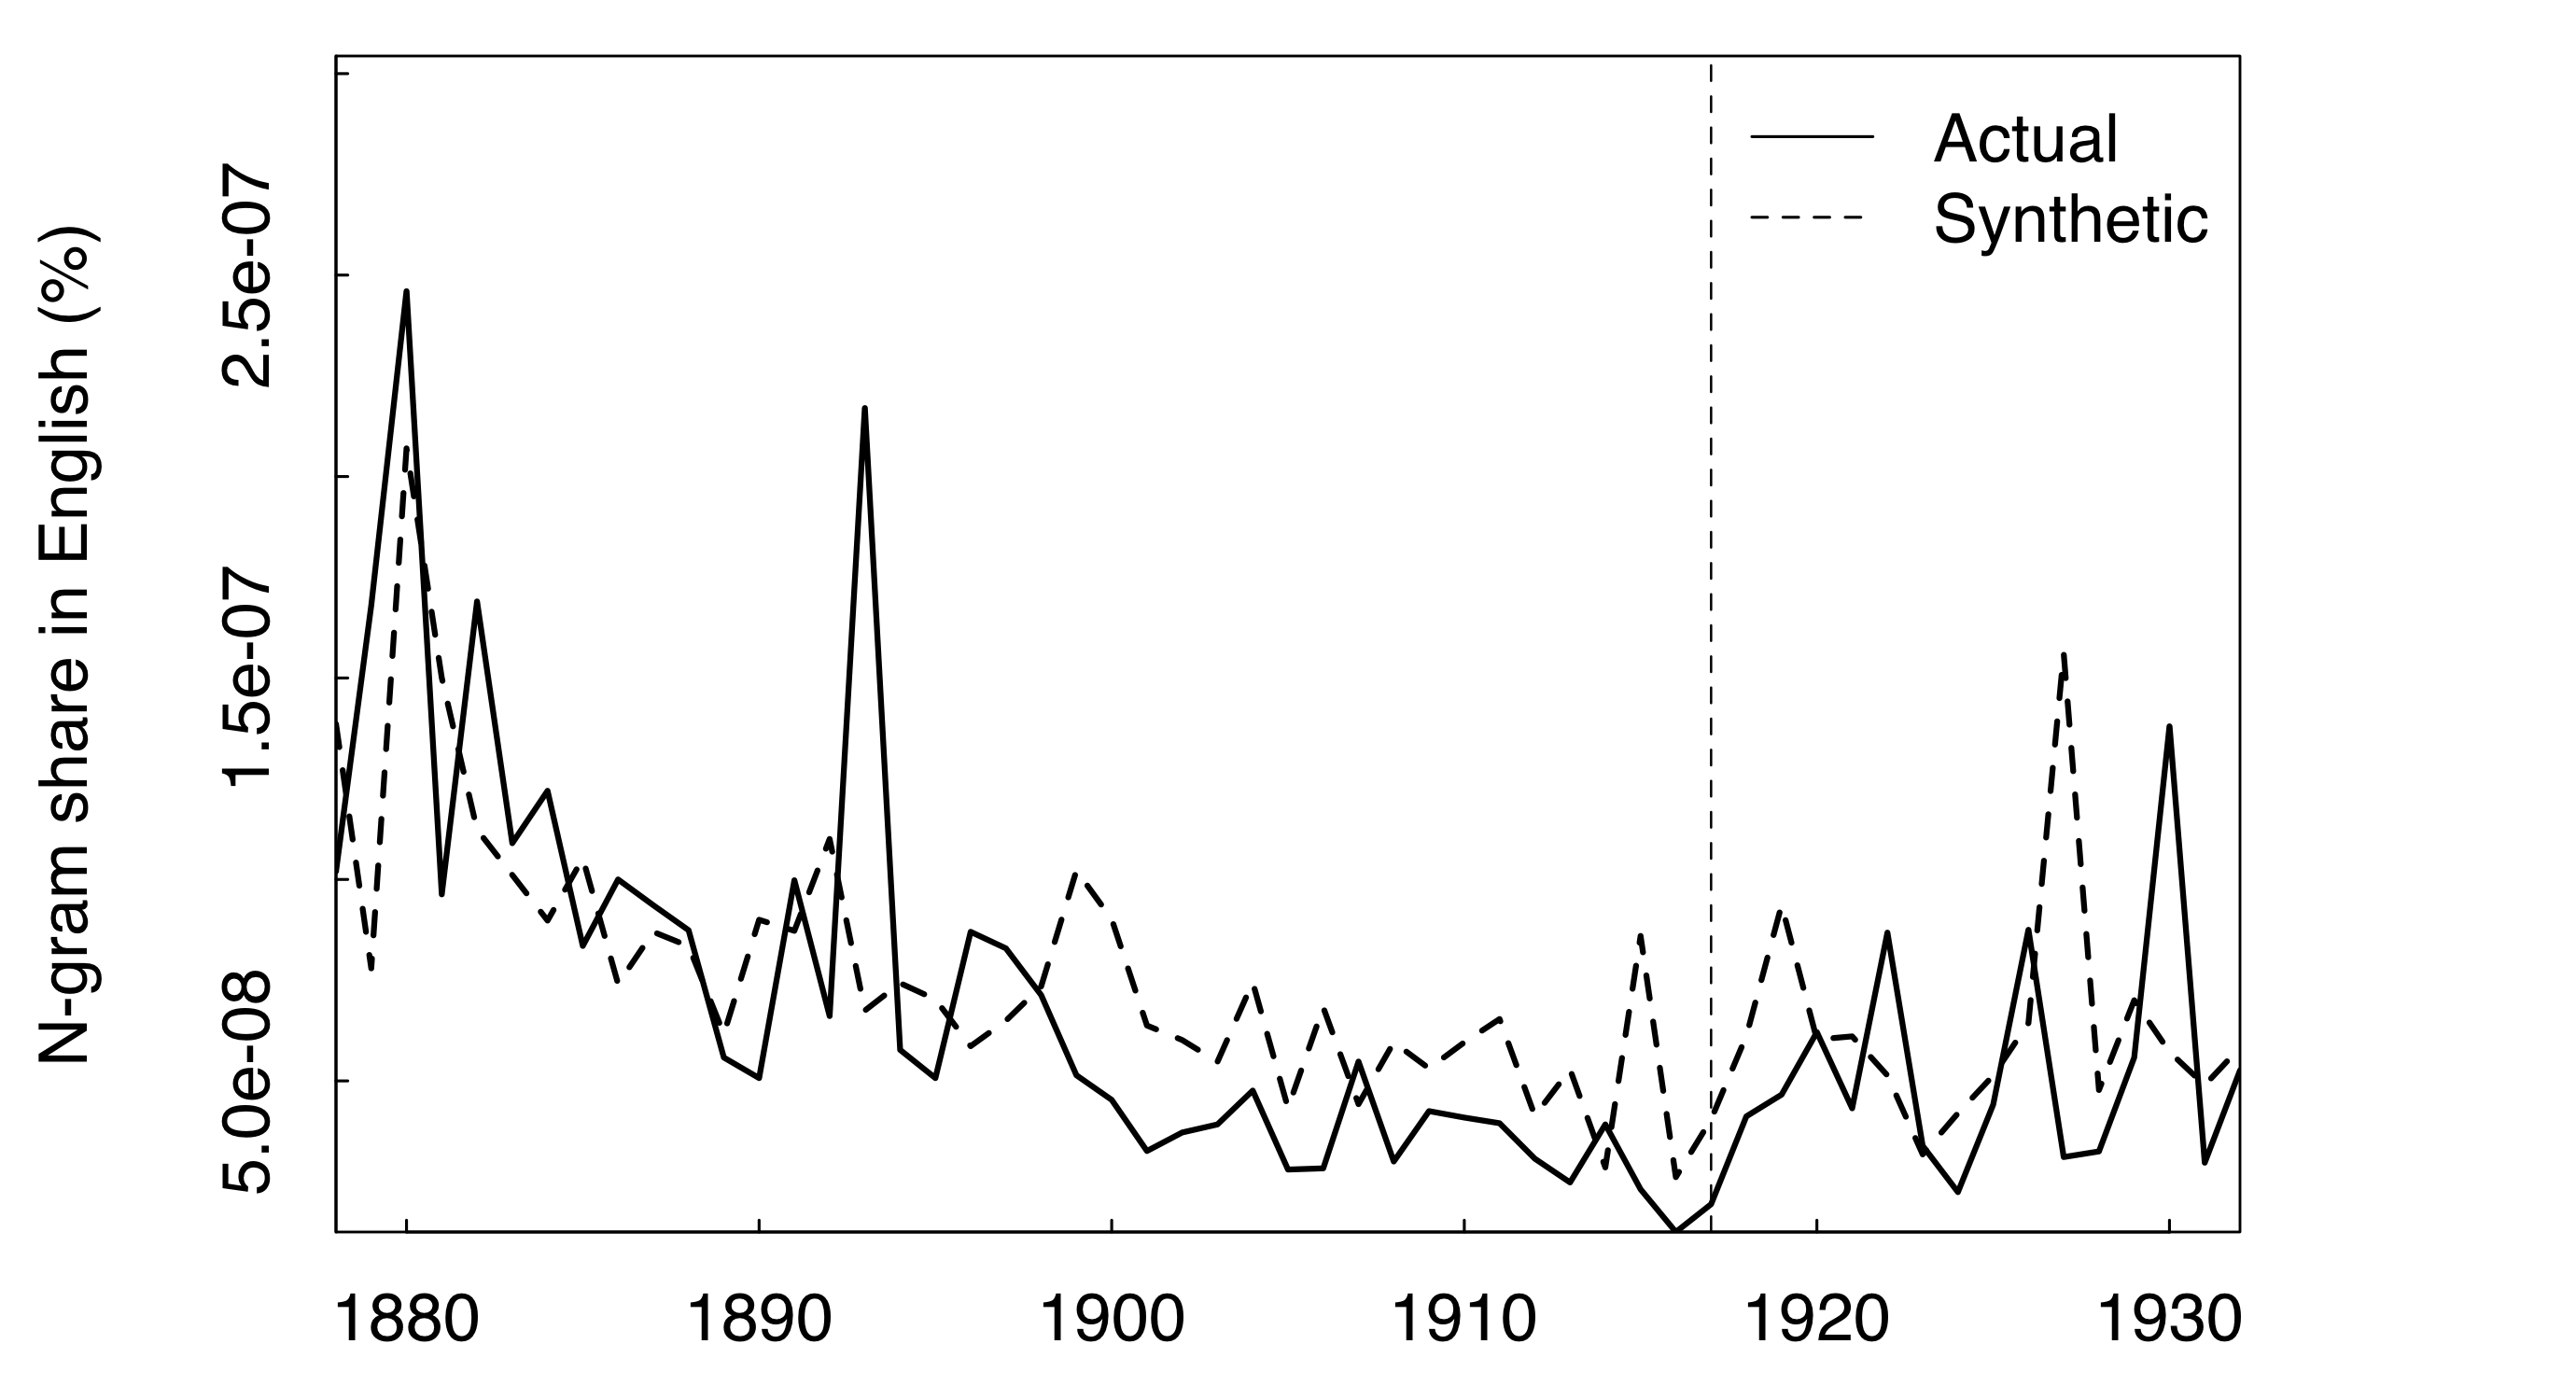 N-gram share in English (%)
2.5e-07
1.5e-07
5.0e-08
Actual
Synthetic
1880 1890 1900 1910 1920 1930